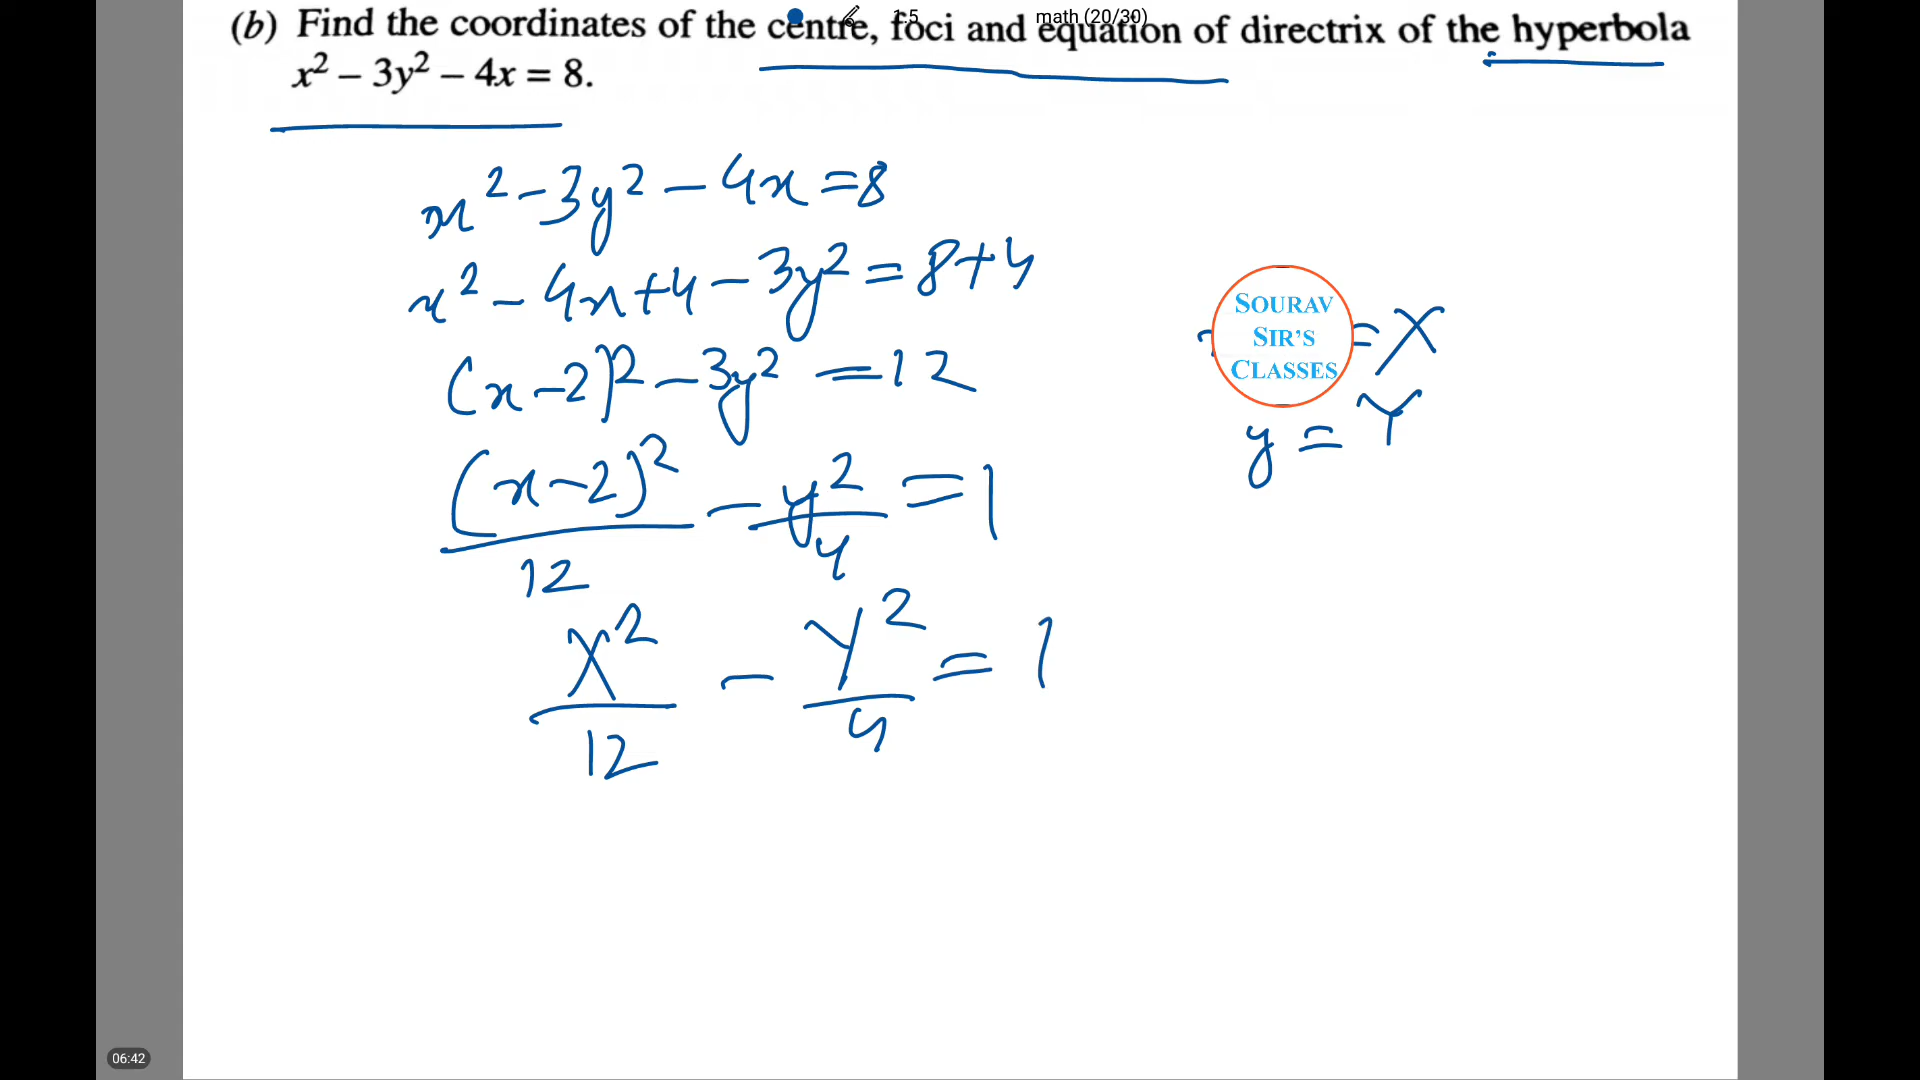 (b) Find the coordinates of the centre, foci and equation of directrix of the hyperbola
1.5 math (20/30)
x² – 3y² – 4x = 8.
x² - 3y² - 4x = 8
x² - 4x + 4 - 3y² = 8 + 4
(x - 2)² - 3y² = 12
(x - 2)² / 12 - y² / 4 = 1
X² / 12 - Y² / 4 = 1
= X
y = Y
SOURAV
SIR'S
CLASSES
06:42